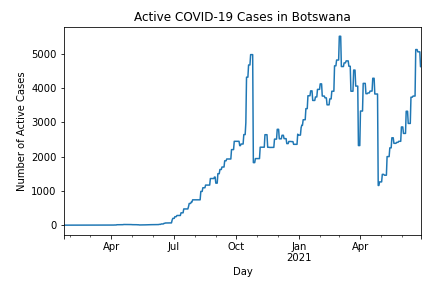 Active COVID-19 Cases in Botswana
Number of Active Cases
5000
4000
3000
2000
1000
0
Apr
Jul
Oct
Jan
2021
Apr
Day